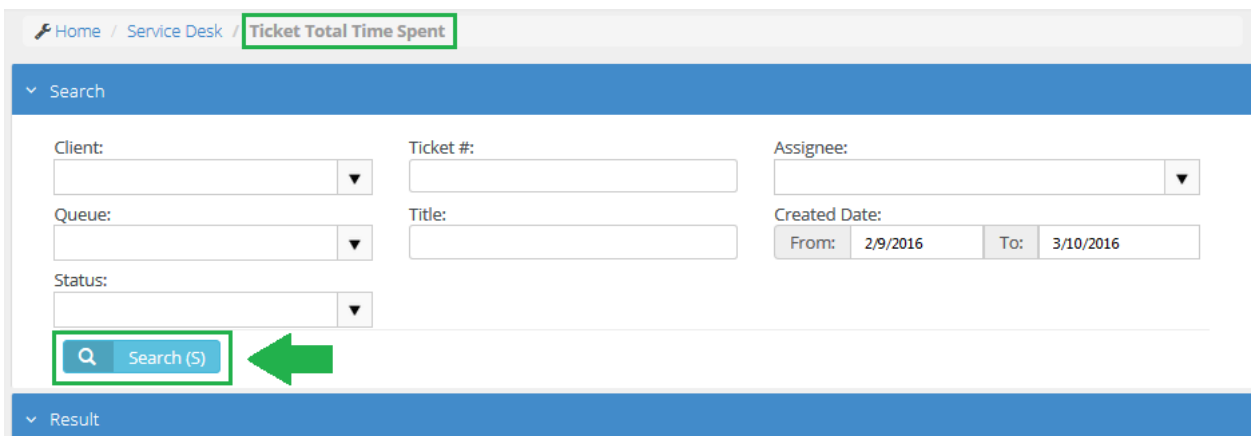 Home / Service Desk / Ticket Total Time Spent
Search
Client: Ticket #: Assignee:
Queue: Title: Created Date:
From: 2/9/2016 To: 3/10/2016
Status:
Search (S)
Result